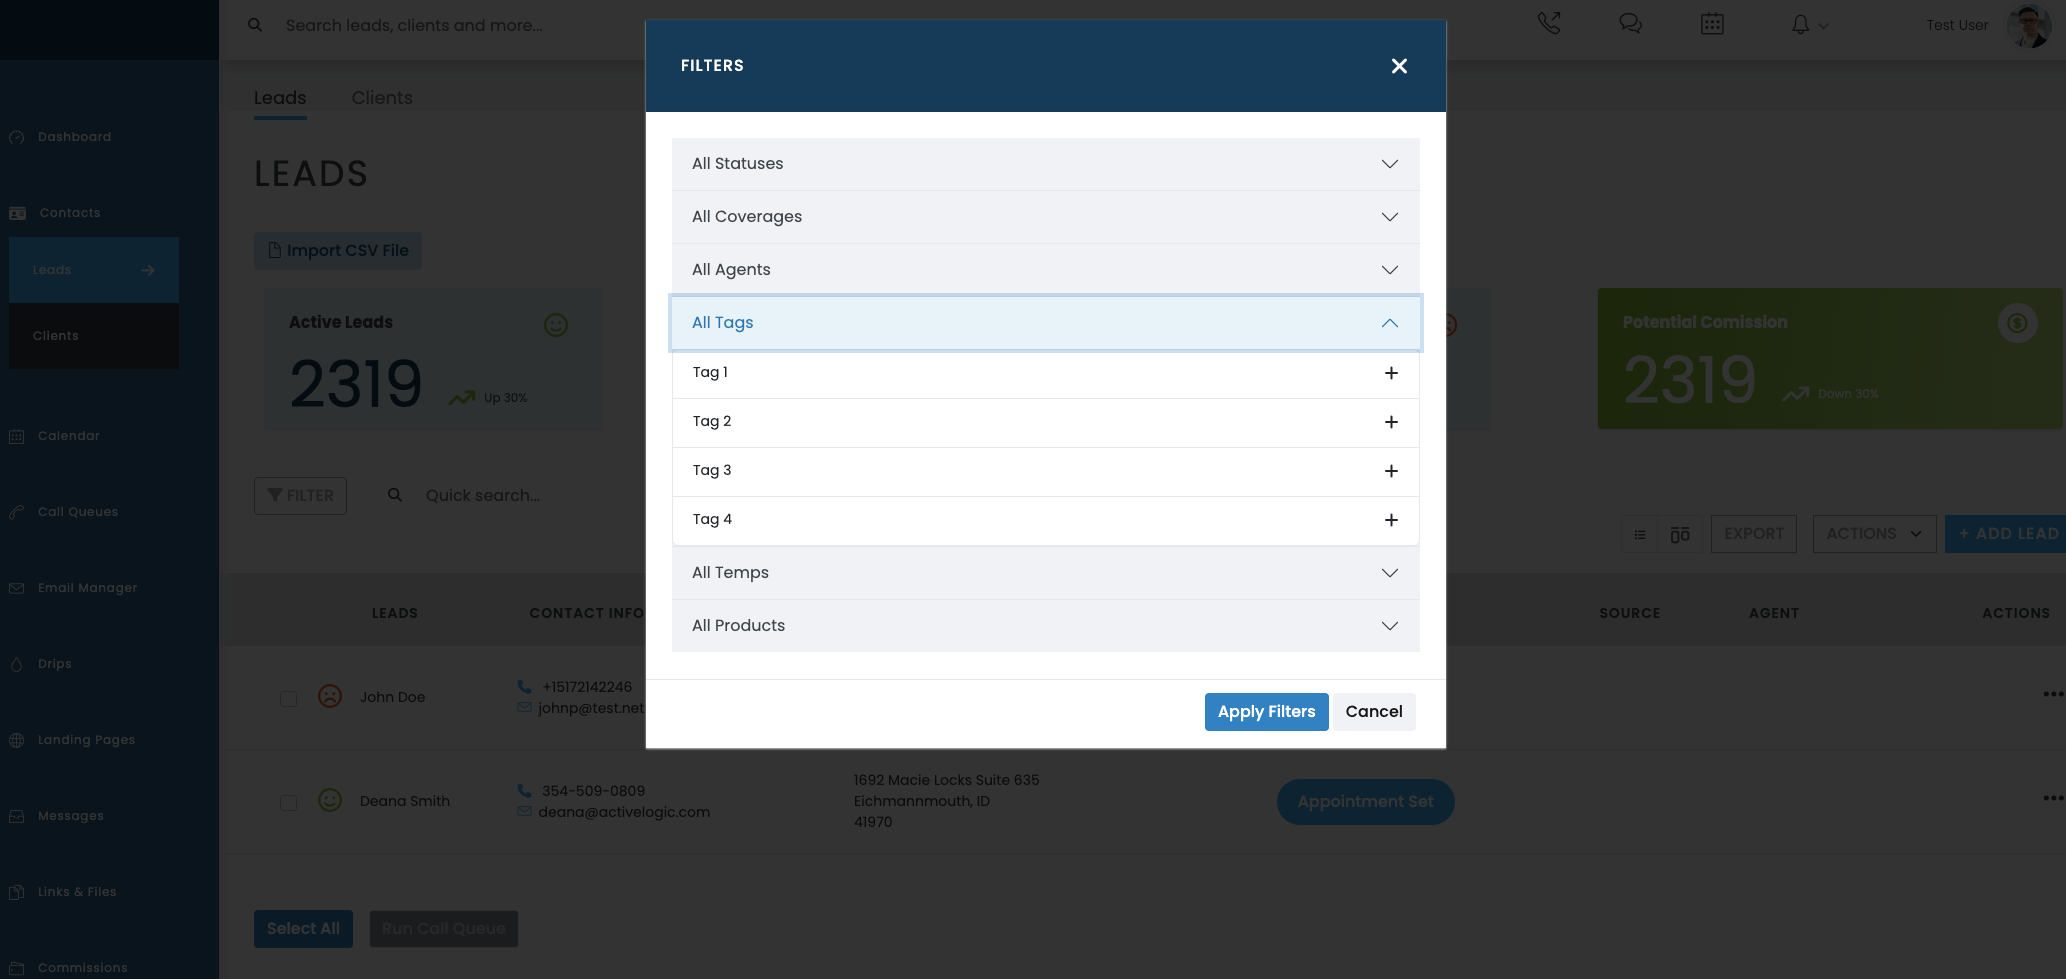 Search leads, clients and more...
Test User
Dashboard
Contacts
Leads
Clients
Calendar
Call Queues
Email Manager
Drips
Landing Pages
Messages
Links & Files
Commissions
Leads
Clients
LEADS
Import CSV File
Active Leads
2319
Up 30%
Potential Comission
2319
Down 30%
FILTER
Quick search...
EXPORT
ACTIONS
+ ADD LEAD
LEADS
CONTACT INFO
SOURCE
AGENT
ACTIONS
John Doe
+15172142246
johnp@test.net
Deana Smith
354-509-0809
deana@activelogic.com
1692 Macie Locks Suite 635
Eichmannmouth, ID
41970
Appointment Set
Select All
Run Call Queue
FILTERS
All Statuses
All Coverages
All Agents
All Tags
Tag 1
Tag 2
Tag 3
Tag 4
All Temps
All Products
Apply Filters
Cancel